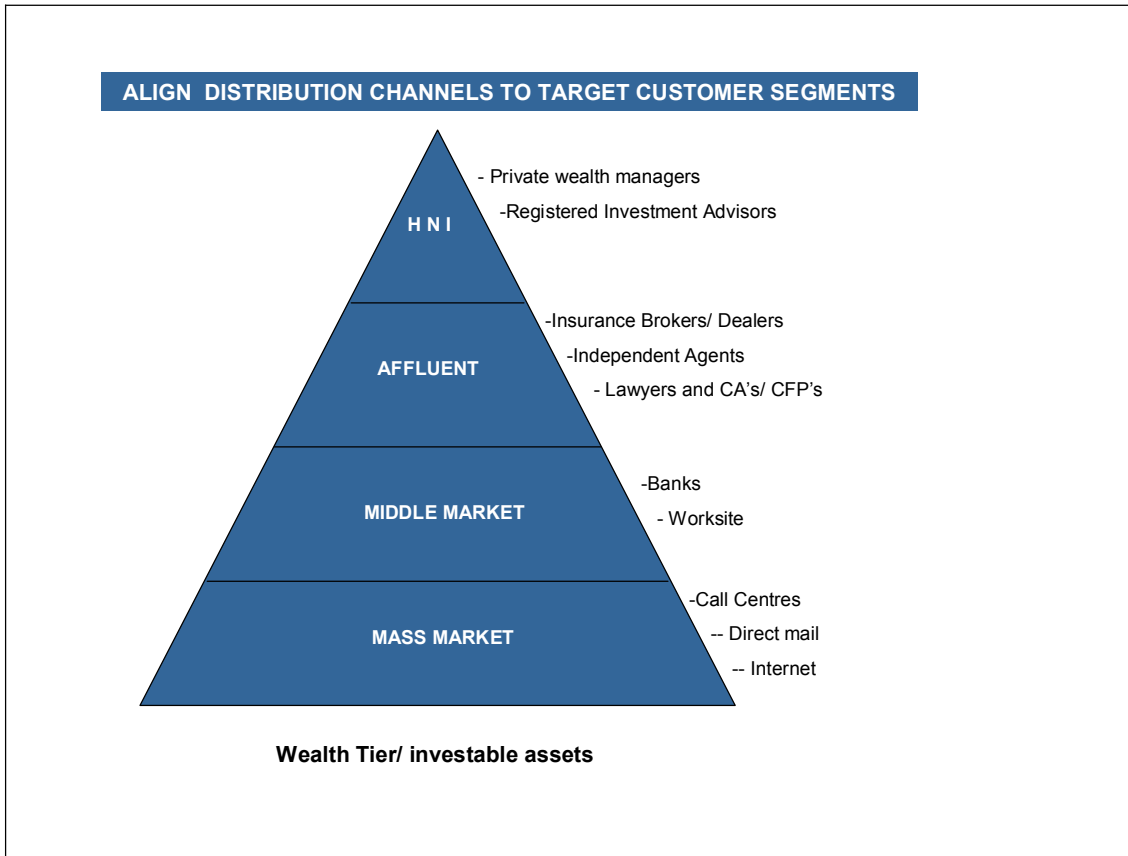 ALIGN DISTRIBUTION CHANNELS TO TARGET CUSTOMER SEGMENTS
H N I
- Private wealth managers
-Registered Investment Advisors
AFFLUENT
-Insurance Brokers/ Dealers
-Independent Agents
- Lawyers and CA’s/ CFP’s
MIDDLE MARKET
-Banks
- Worksite
MASS MARKET
-Call Centres
-- Direct mail
-- Internet
Wealth Tier/ investable assets